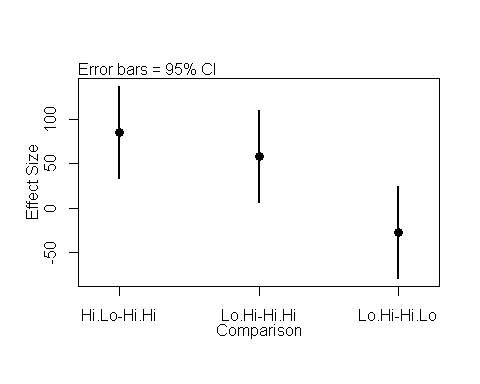 Error bars = 95% CI
Effect Size
100
50
0
-50
Hi.Lo-Hi.Hi Lo.Hi-Hi.Hi Lo.Hi-Hi.Lo
Comparison